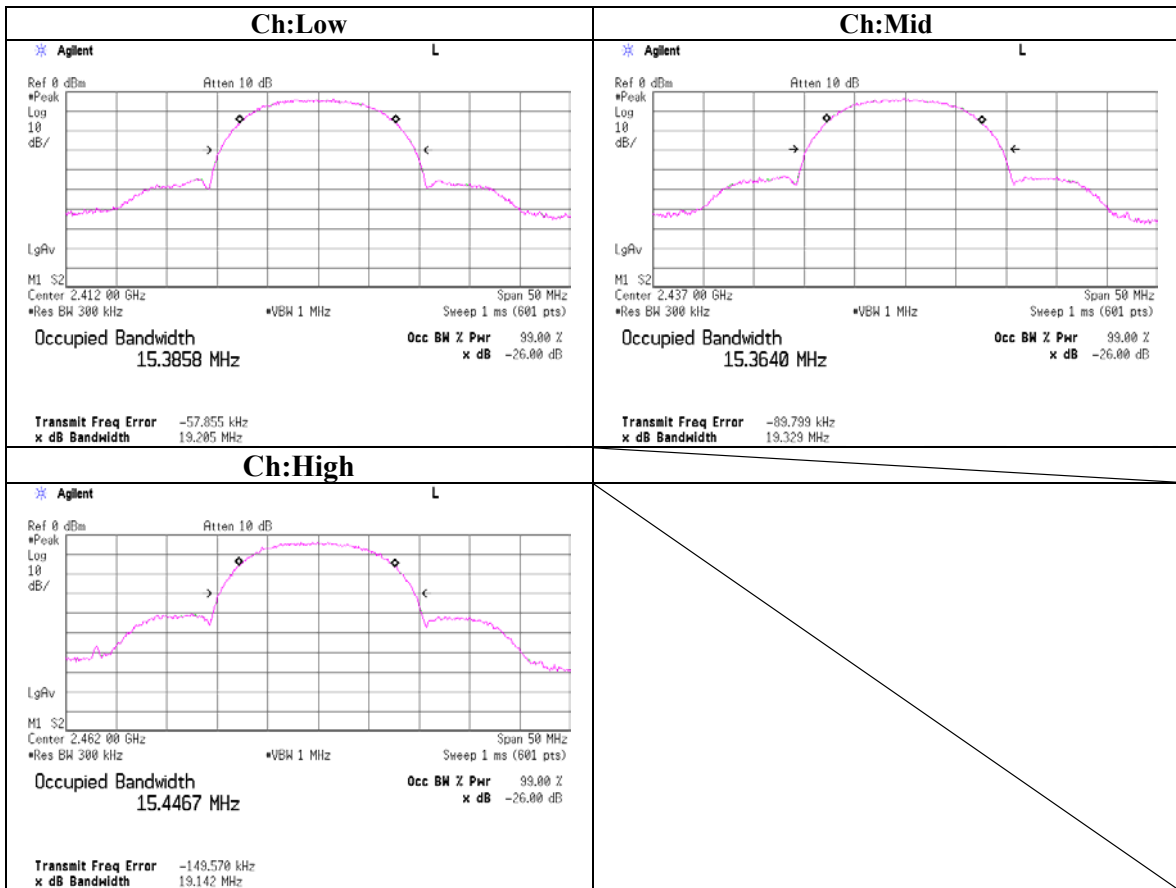 Ch:Low
Agilent L
Ref 0 dBm Atten 10 dB
*Peak
Log
10
dB/
LgAv
M1 S2
Center 2.412 00 GHz Span 50 MHz
*Res BW 300 kHz *VBW 1 MHz Sweep 1 ms (601 pts)
Occupied Bandwidth Occ BW % Pwr 99.00 %
15.3858 MHz x dB -26.00 dB
Transmit Freq Error -57.855 kHz
x dB Bandwidth 19.205 MHz
Ch:Mid
Agilent L
Ref 0 dBm Atten 10 dB
*Peak
Log
10
dB/
LgAv
M1 S2
Center 2.437 00 GHz Span 50 MHz
*Res BW 300 kHz *VBW 1 MHz Sweep 1 ms (601 pts)
Occupied Bandwidth Occ BW % Pwr 99.00 %
15.3640 MHz x dB -26.00 dB
Transmit Freq Error -89.799 kHz
x dB Bandwidth 19.329 MHz
Ch:High
Agilent L
Ref 0 dBm Atten 10 dB
*Peak
Log
10
dB/
LgAv
M1 S2
Center 2.462 00 GHz Span 50 MHz
*Res BW 300 kHz *VBW 1 MHz Sweep 1 ms (601 pts)
Occupied Bandwidth Occ BW % Pwr 99.00 %
15.4467 MHz x dB -26.00 dB
Transmit Freq Error -149.570 kHz
x dB Bandwidth 19.142 MHz